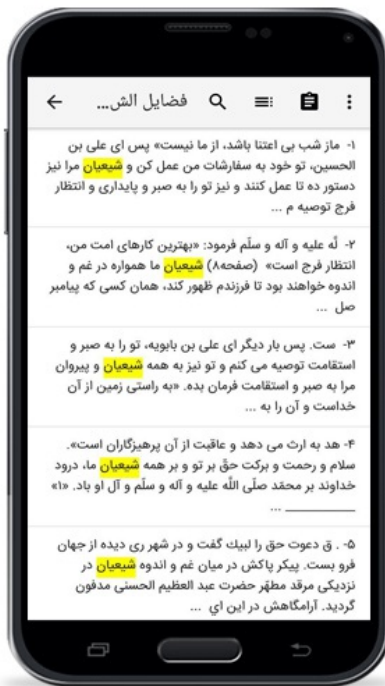 فضایل الش...
۱- ماز شب بی اعتنا باشد، از ما نیست» پس ای علی بن
الحسین، تو خود به سفارشات من عمل کن و شیعیان مرا نیز
دستور ده تا عمل کنند و نیز تو را به صبر و پایداری و انتظار
فرج توصیه م ...
۲- لَّه علیه و آله و سلّم فرمود: «بهترین کارهای امت من،
انتظار فرج است» (صفحه۸) شیعیان ما همواره در غم و
اندوه خواهند بود تا فرزندم ظهور کند، همان کسی که پیامبر
صل ...
۳- ست. پس بار دیگر ای علی بن بابویه، تو را به صبر و
استقامت توصیه می کنم و تو نیز به همه شیعیان و پیروان
مرا به صبر و استقامت فرمان بده. «به راستی زمین از آن
خداست و آن را به ...
۴- هد به ارث می دهد و عاقبت از آن پرهیزگاران است».
سلام و رحمت و برکت حقّ بر تو و بر همه شیعیان ما، درود
خداوند بر محمّد صلّی اللَّه علیه و آله و سلّم و آل او باد. «۱»
__________ ...
۵- . ق دعوت حق را لبیك گفت و در شهر ری دیده از جهان
فرو بست. پیکر پاکش در میان غم و اندوه شیعیان در
نزدیکی مرقد مطهّر حضرت عبد العظیم الحسنی مدفون
گردید. آرامگاهش در این اي ...